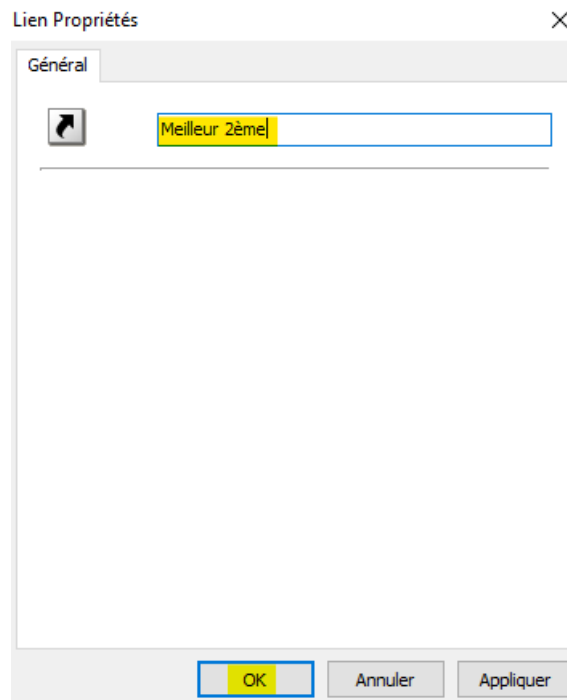 Lien Propriétés
Général
Meilleur 2ème
OK
Annuler
Appliquer